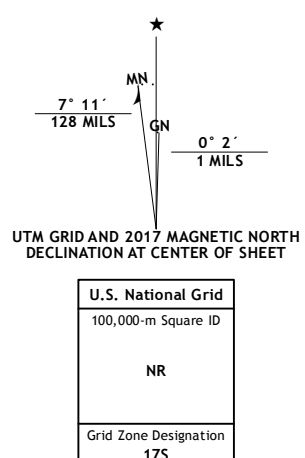 ★
MN
GN
7° 11´
128 MILS
0° 2´
1 MILS
UTM GRID AND 2017 MAGNETIC NORTH
DECLINATION AT CENTER OF SHEET
U.S. National Grid
100,000-m Square ID
NR
Grid Zone Designation
17S